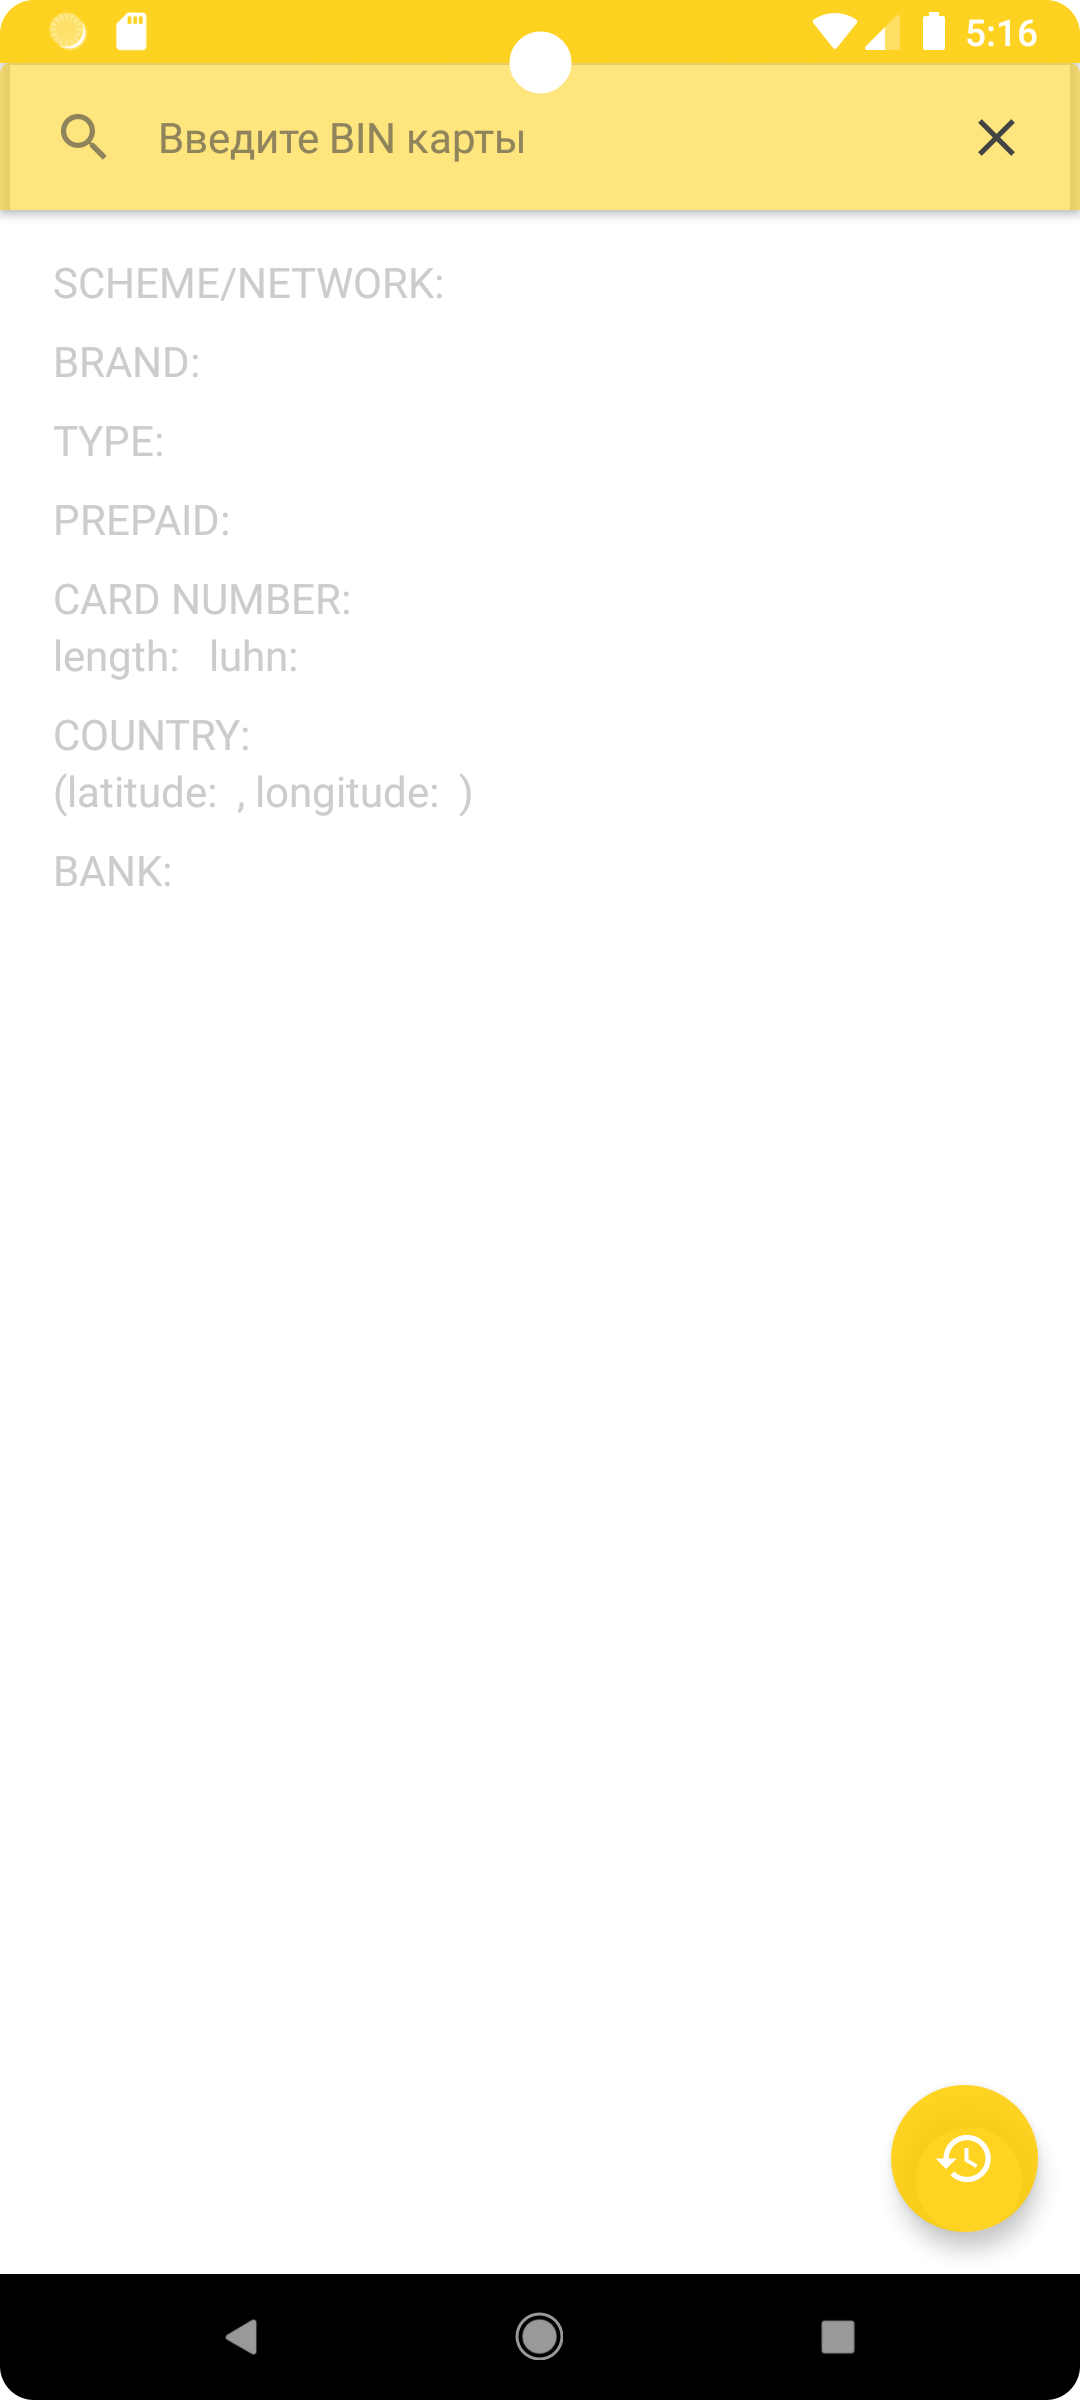 5:16
Введите BIN карты
SCHEME/NETWORK:
BRAND:
TYPE:
PREPAID:
CARD NUMBER:
length: luhn:
COUNTRY:
(latitude: , longitude: )
BANK: